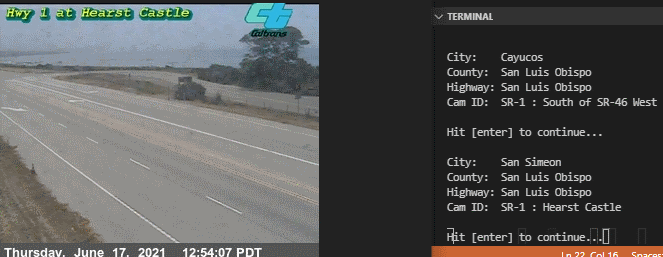 Hwy 1 at Hearst Castle
Caltrans
Thursday, June 17, 2021 12:54:07 PDT
TERMINAL
City: Cayucos
County: San Luis Obispo
Highway: San Luis Obispo
Cam ID: SR-1 : South of SR-46 West
Hit [enter] to continue...
City: San Simeon
County: San Luis Obispo
Highway: San Luis Obispo
Cam ID: SR-1 : Hearst Castle
Hit [enter] to continue...
Ln 22, Col 16 Spaces